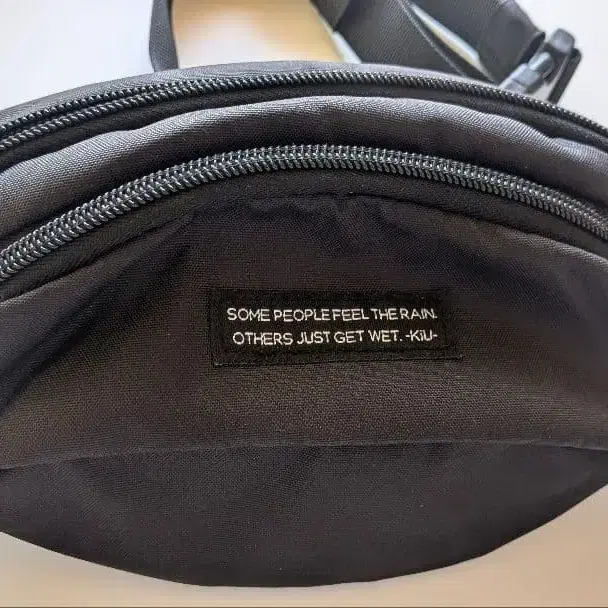 SOME PEOPLE FEEL THE RAIN.
OTHERS JUST GET WET. -KiU-